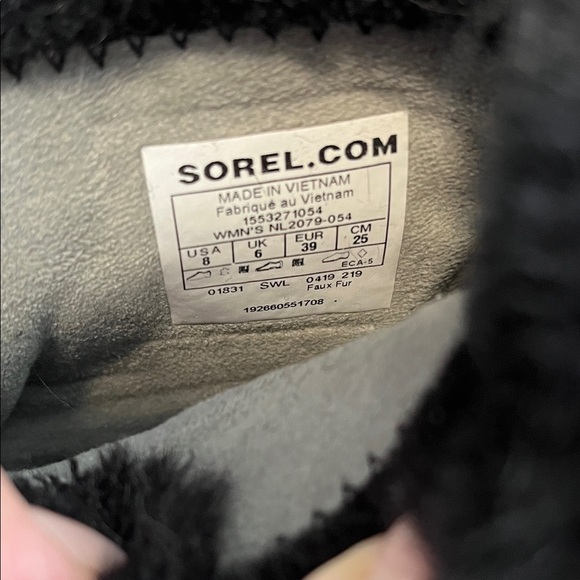 SOREL.COM
MADE IN VIETNAM
Fabriqué au Vietnam
1553271054
WMN'S NL2079-054
USA UK EUR CM
8 6 39 25
ECA-5
01831 SWL 0419 219
Faux Fur
192660551708